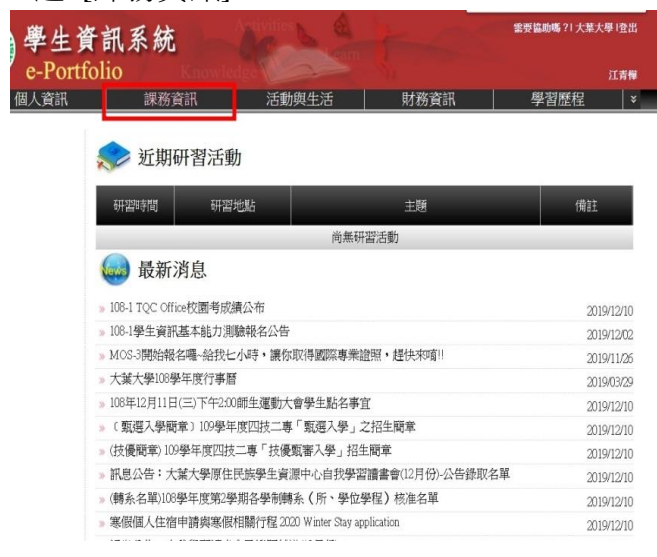 需要協助嗎?| 大葉大學 |登出
學生資訊系統
e-Portfolio
Activities
Learn
Knowledge
江青樺
個人資訊 課務資訊 活動與生活 財務資訊 學習歷程
近期研習活動
研習時間 研習地點 主題 備註
尚無研習活動
News 最新消息
108-1 TQC Office校園考成績公布 2019/12/10
108-1學生資訊基本能力測驗報名公告 2019/12/02
MOS-3開始報名囉~給我七小時,讓你取得國際專業證照,趕快來唷!! 2019/11/26
大葉大學108學年度行事曆 2019/03/29
108年12月11日(三)下午2:00師生運動大會學生點名事宜 2019/12/10
﹝甄選入學簡章﹞109學年度四技二專「甄選入學」之招生簡章 2019/12/10
(技優簡章) 109學年度四技二專「技優甄審入學」招生簡章 2019/12/10
訊息公告:大葉大學原住民族學生資源中心自我學習讀書會(12月份)-公告錄取名單 2019/12/10
(轉系名單)108學年度第2學期各學制轉系(所、學位學程)核准名單 2019/12/10
寒假個人住宿申請與寒假相關行程 2020 Winter Stay application 2019/12/10